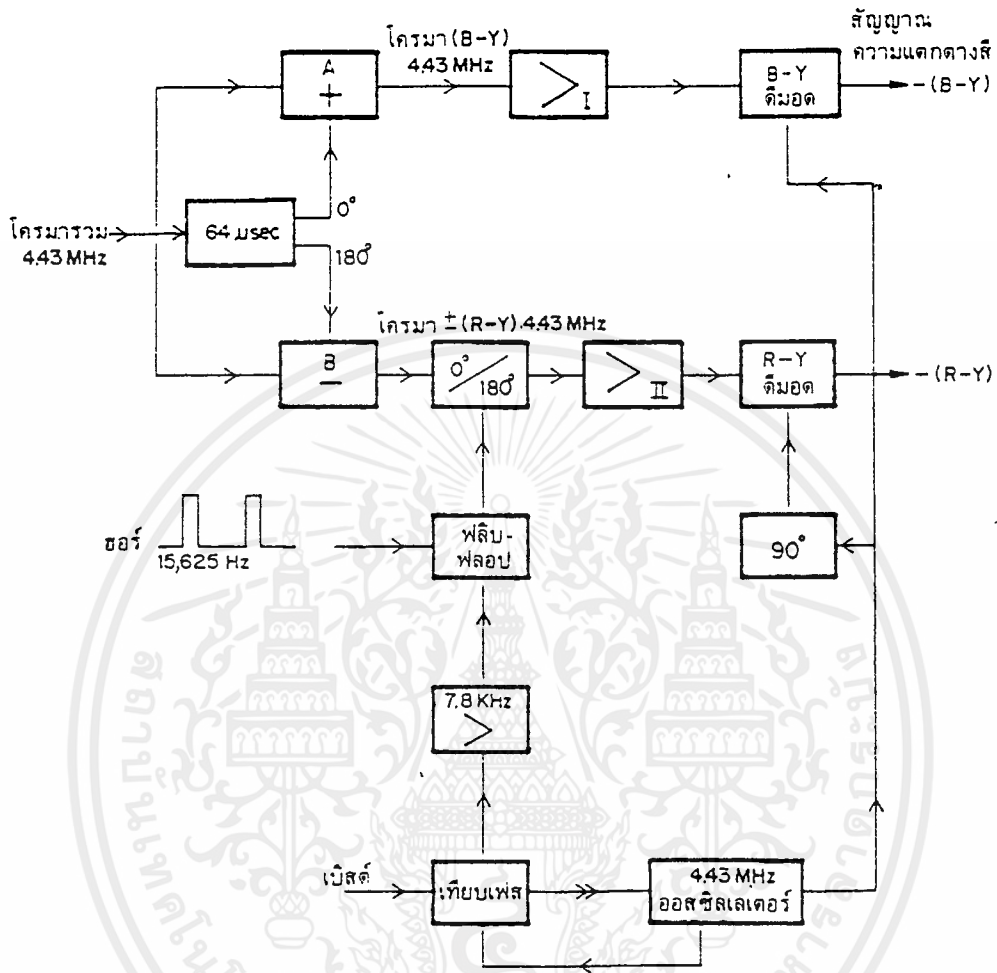 สัญญาณ
ความแตกต่างสี
โครมา (B-Y)
4.43 MHz
A
+
I
B-Y
ดีมอด
-(B-Y)
โครมารวม
4.43 MHz
64 µsec
0°
180°
โครมา ±(R-Y) 4.43 MHz
B
−
0°
180°
II
R-Y
ดีมอด
-(R-Y)
ฮอร์
15,625 Hz
ฟลิบ-
ฟลอป
90°
7.8 KHz
เบิสต์
เทียบเฟส
4.43 MHz
ออสซิลเลเตอร์